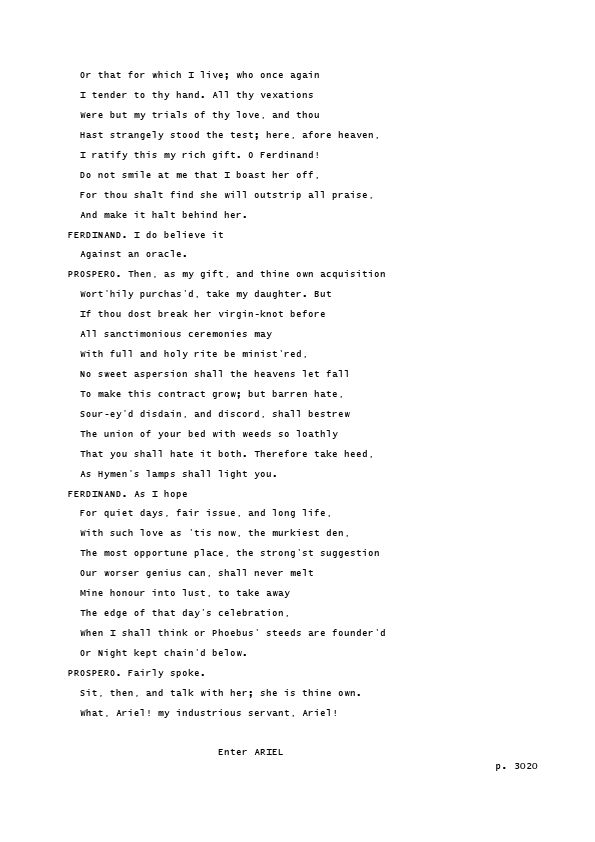 Or that for which I live; who once again
I tender to thy hand. All thy vexations
Were but my trials of thy love, and thou
Hast strangely stood the test; here, afore heaven,
I ratify this my rich gift. O Ferdinand!
Do not smile at me that I boast her off,
For thou shalt find she will outstrip all praise,
And make it halt behind her.
FERDINAND. I do believe it
Against an oracle.
PROSPERO. Then, as my gift, and thine own acquisition
Wort'hily purchas'd, take my daughter. But
If thou dost break her virgin-knot before
All sanctimonious ceremonies may
With full and holy rite be minist'red,
No sweet aspersion shall the heavens let fall
To make this contract grow; but barren hate,
Sour-ey'd disdain, and discord, shall bestrew
The union of your bed with weeds so loathly
That you shall hate it both. Therefore take heed,
As Hymen's lamps shall light you.
FERDINAND. As I hope
For quiet days, fair issue, and long life,
With such love as 'tis now, the murkiest den,
The most opportune place, the strong'st suggestion
Our worser genius can, shall never melt
Mine honour into lust, to take away
The edge of that day's celebration,
When I shall think or Phoebus' steeds are founder'd
Or Night kept chain'd below.
PROSPERO. Fairly spoke.
Sit, then, and talk with her; she is thine own.
What, Ariel! my industrious servant, Ariel!
Enter ARIEL
p. 3020